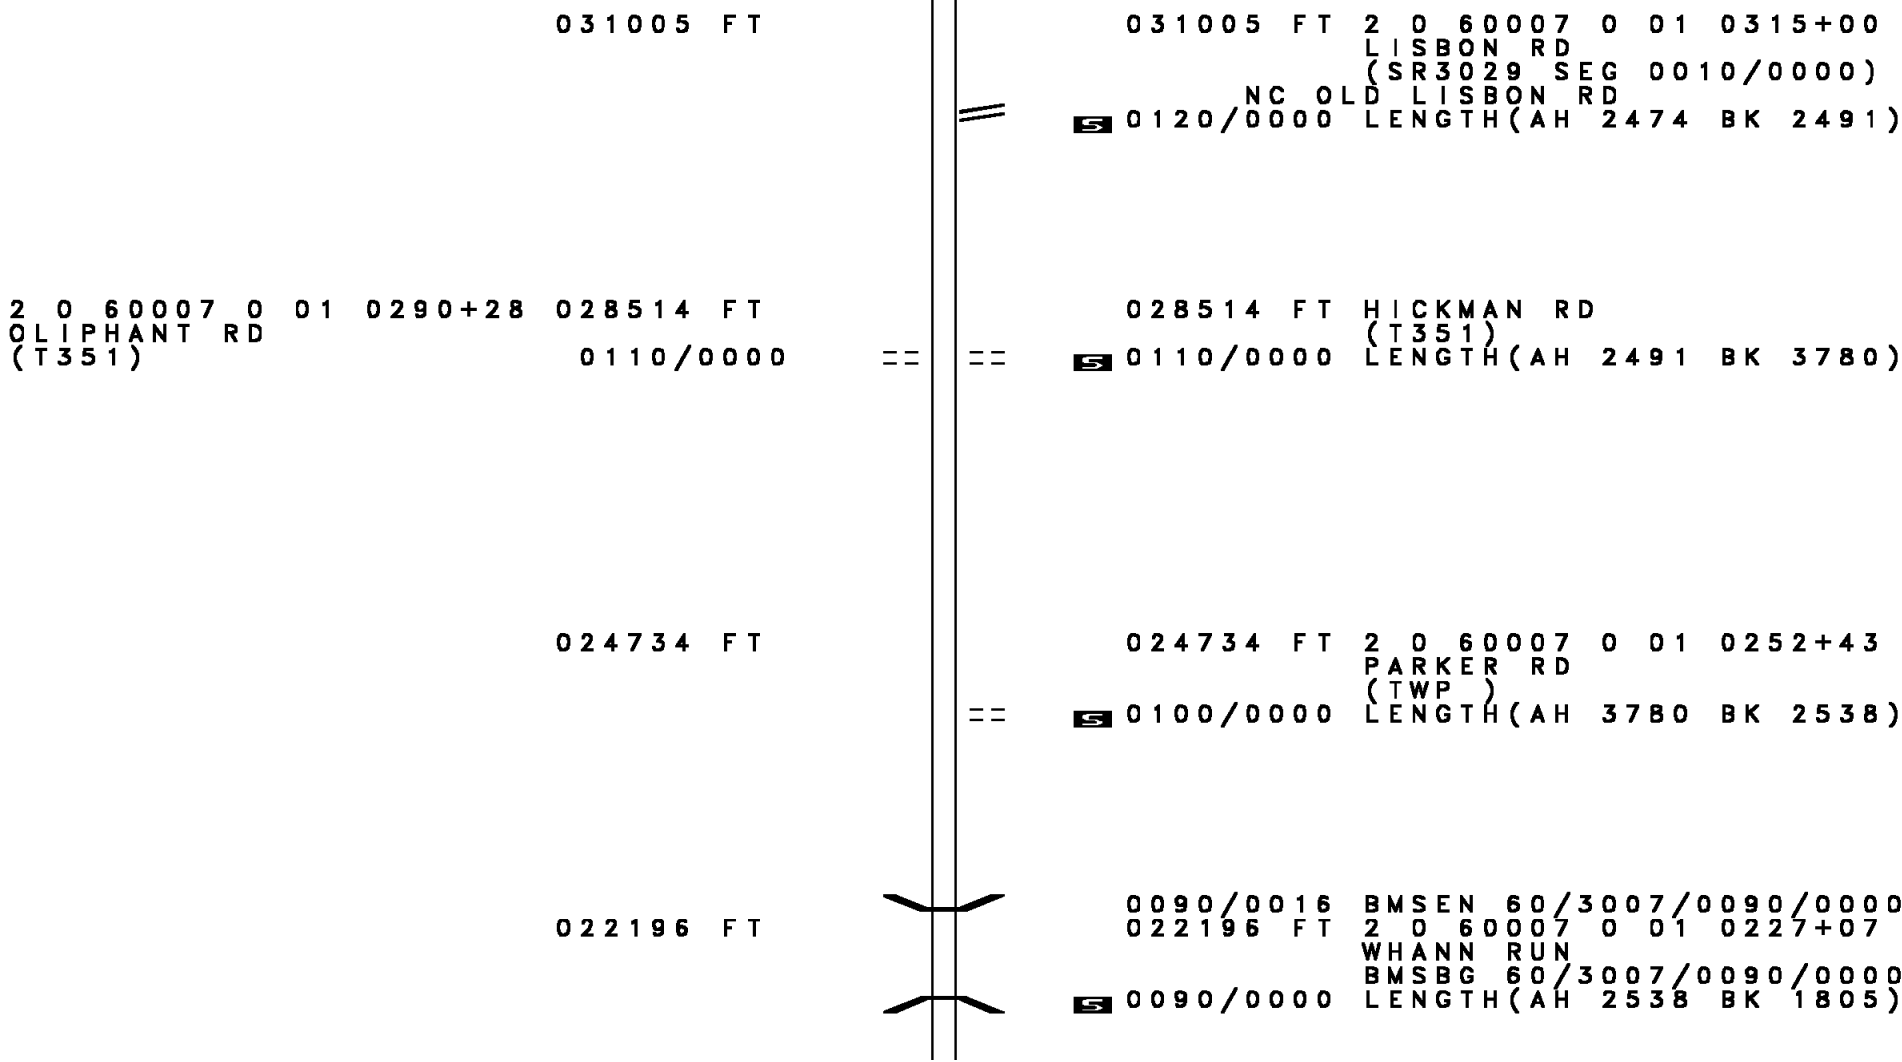 031005 FT 031005 FT 2 0 60007 0 01 0315+00
LISBON RD
(SR3029 SEG 0010/0000)
NC OLD LISBON RD
S 0120/0000 LENGTH(AH 2474 BK 2491)
2 0 60007 0 01 0290+28 028514 FT 028514 FT HICKMAN RD
OLIPHANT RD (T351)
(T351) 0110/0000 == == S 0110/0000 LENGTH(AH 2491 BK 3780)
024734 FT 024734 FT 2 0 60007 0 01 0252+43
PARKER RD
(TWP )
== S 0100/0000 LENGTH(AH 3780 BK 2538)
0090/0016 BMSEN 60/3007/0090/0000
022196 FT 022196 FT 2 0 60007 0 01 0227+07
WHANN RUN
BMSBG 60/3007/0090/0000
S 0090/0000 LENGTH(AH 2538 BK 1805)